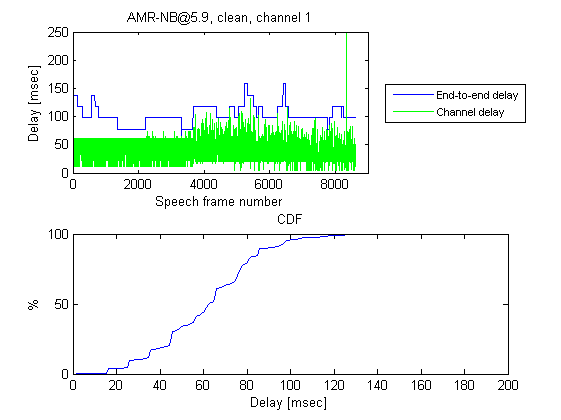 AMR-NB@5.9, clean, channel 1
250
200
150
100
50
0
Delay [msec]
0 2000 4000 6000 8000
Speech frame number
End-to-end delay
Channel delay
CDF
100
50
0
%
0 20 40 60 80 100 120 140 160 180 200
Delay [msec]